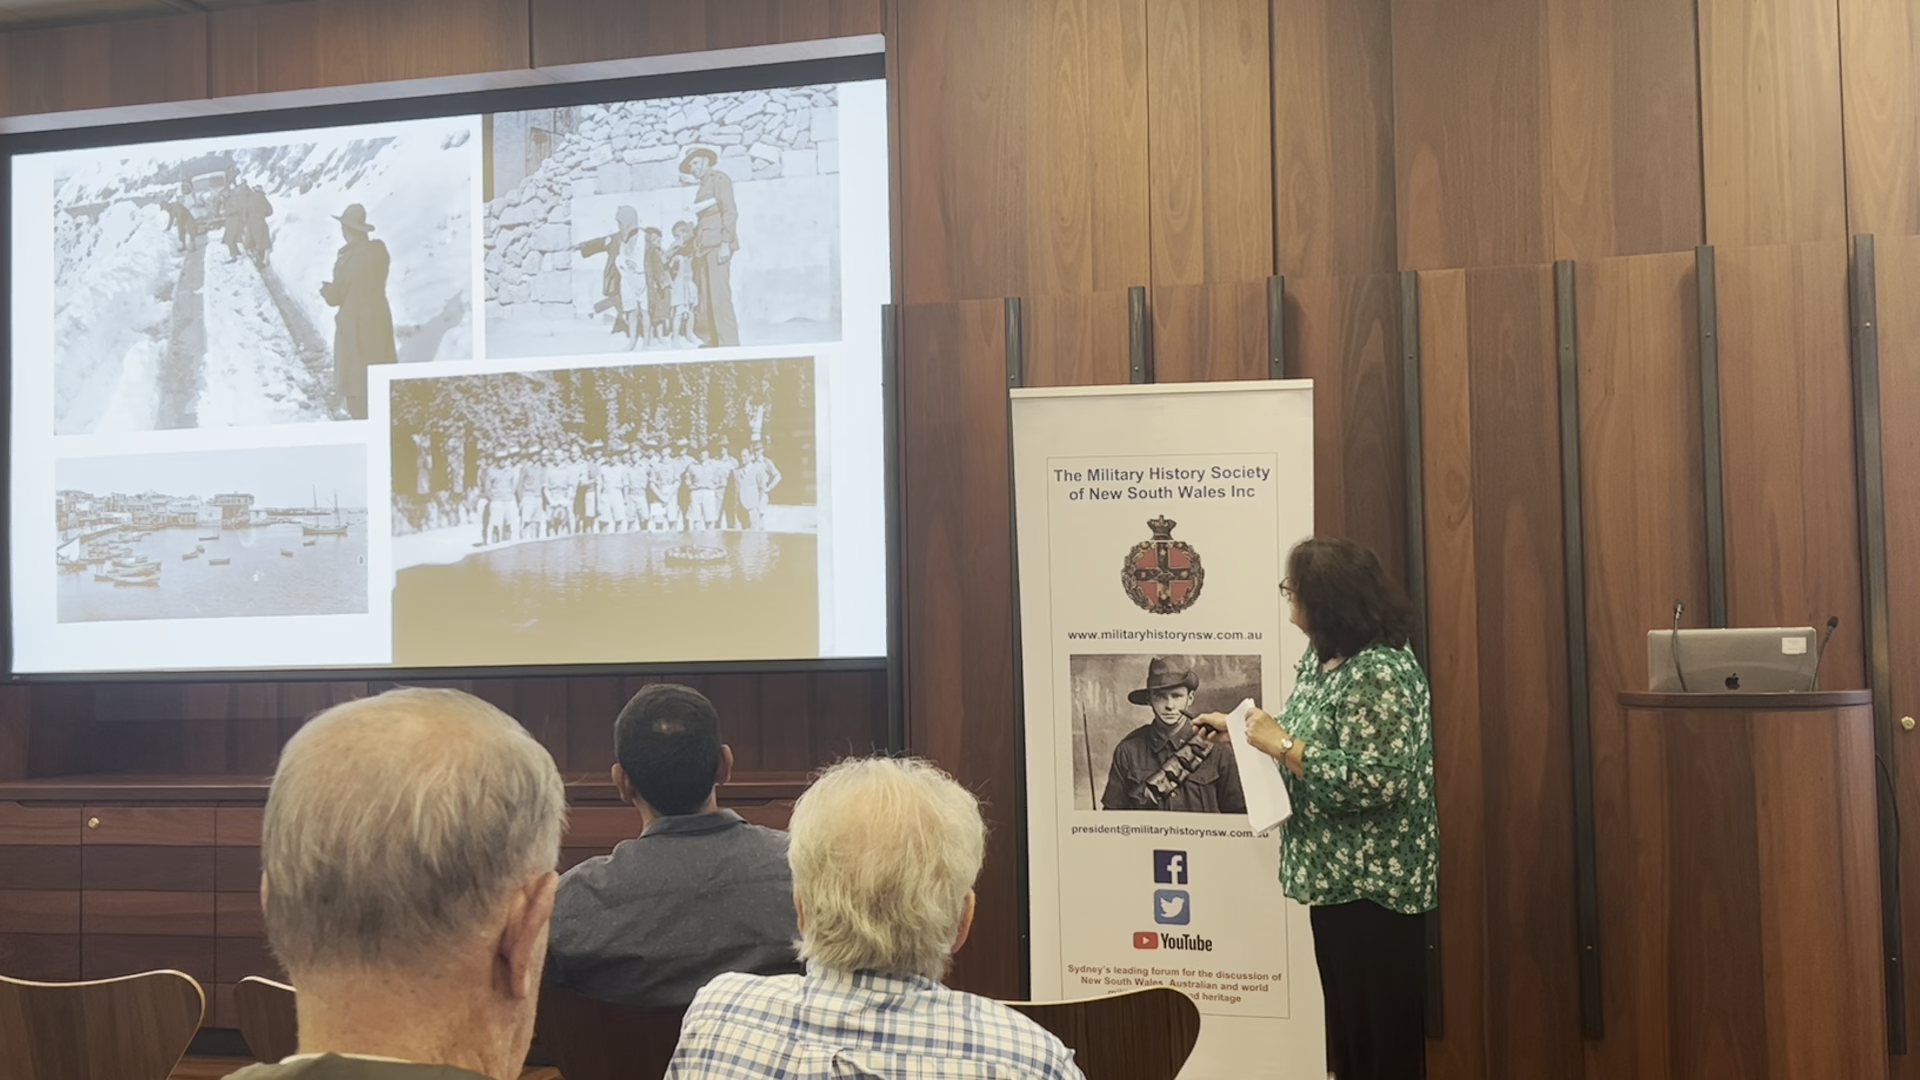 The Military History Society
of New South Wales Inc
www.militaryhistorynsw.com.au
president@militaryhistorynsw.com.au
YouTube
Sydney's leading forum for the discussion of
New South Wales, Australian and world
heritage